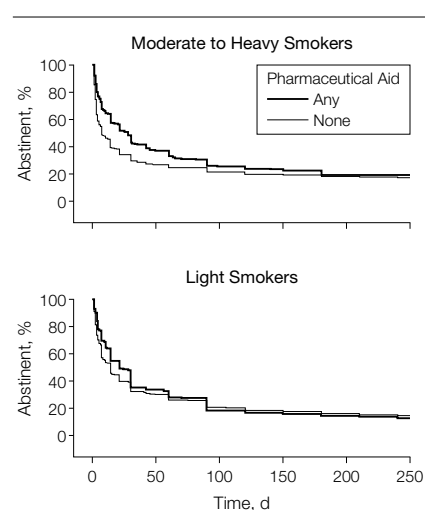 Moderate to Heavy Smokers
Pharmaceutical Aid
Any
None
Abstinent, %
100
80
60
40
20
0
Light Smokers
Abstinent, %
100
80
60
40
20
0
0 50 100 150 200 250
Time, d